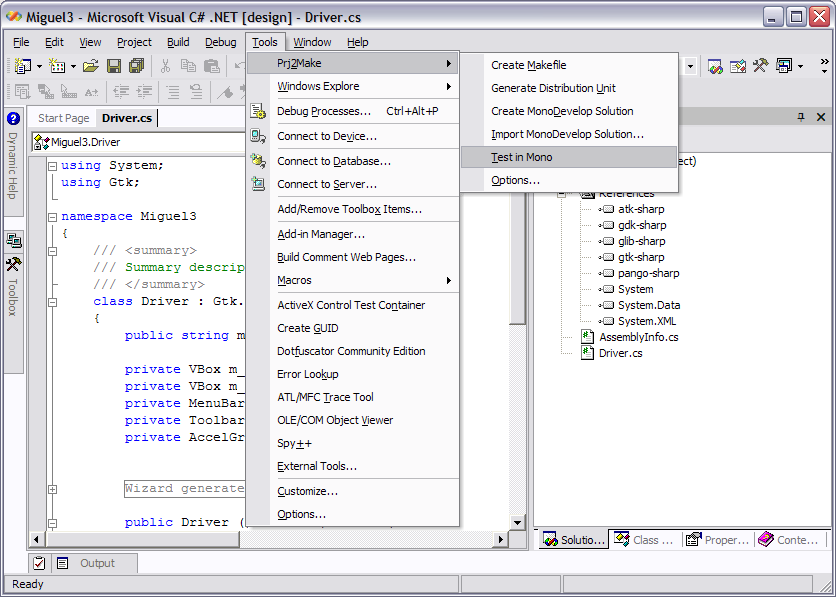 Miguel3 - Microsoft Visual C# .NET [design] - Driver.cs
File Edit View Project Build Debug Tools Window Help
Start Page Driver.cs
Miguel3.Driver
Dynamic Help
Toolbox
using System;
using Gtk;
namespace Miguel3
{
/// <summary>
/// Summary descrip
/// </summary>
class Driver : Gtk.
{
public string m
private VBox m_
private VBox m_
private MenuBar
private Toolbar
private AccelGr
Wizard generate
public Driver (
Prj2Make
Windows Explore
Debug Processes... Ctrl+Alt+P
Connect to Device...
Connect to Database...
Connect to Server...
Add/Remove Toolbox Items...
Add-in Manager...
Build Comment Web Pages...
Macros
ActiveX Control Test Container
Create GUID
Dotfuscator Community Edition
Error Lookup
ATL/MFC Trace Tool
OLE/COM Object Viewer
Spy++
External Tools...
Customize...
Options...
Create Makefile
Generate Distribution Unit
Create MonoDevelop Solution
Import MonoDevelop Solution...
Test in Mono
Options...
References
atk-sharp
gdk-sharp
glib-sharp
gtk-sharp
pango-sharp
System
System.Data
System.XML
AssemblyInfo.cs
Driver.cs
Solutio... Class ... Proper... Conte...
Output
Ready